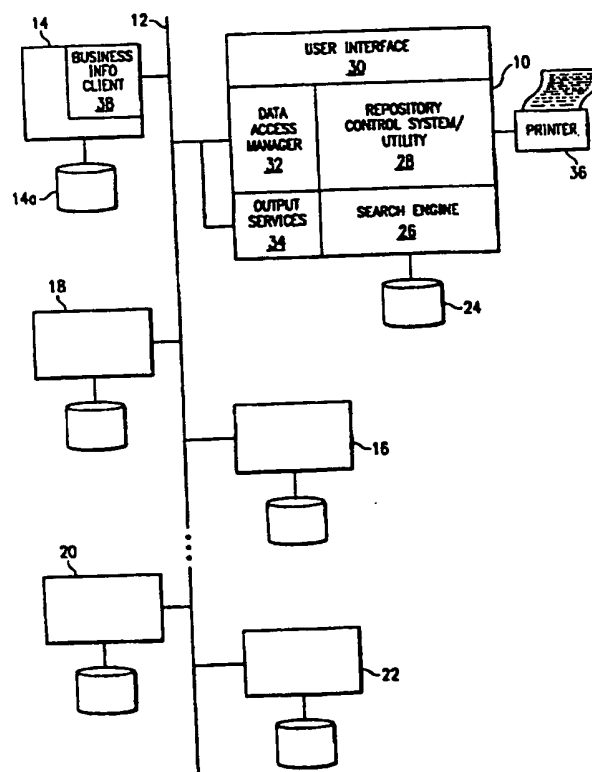 14
12
BUSINESS
INFO
CLIENT
38
14a
USER INTERFACE
30
10
DATA
ACCESS
MANAGER
32
REPOSITORY
CONTROL SYSTEM/
UTILITY
28
OUTPUT
SERVICES
34
SEARCH ENGINE
26
PRINTER
36
24
18
16
20
22